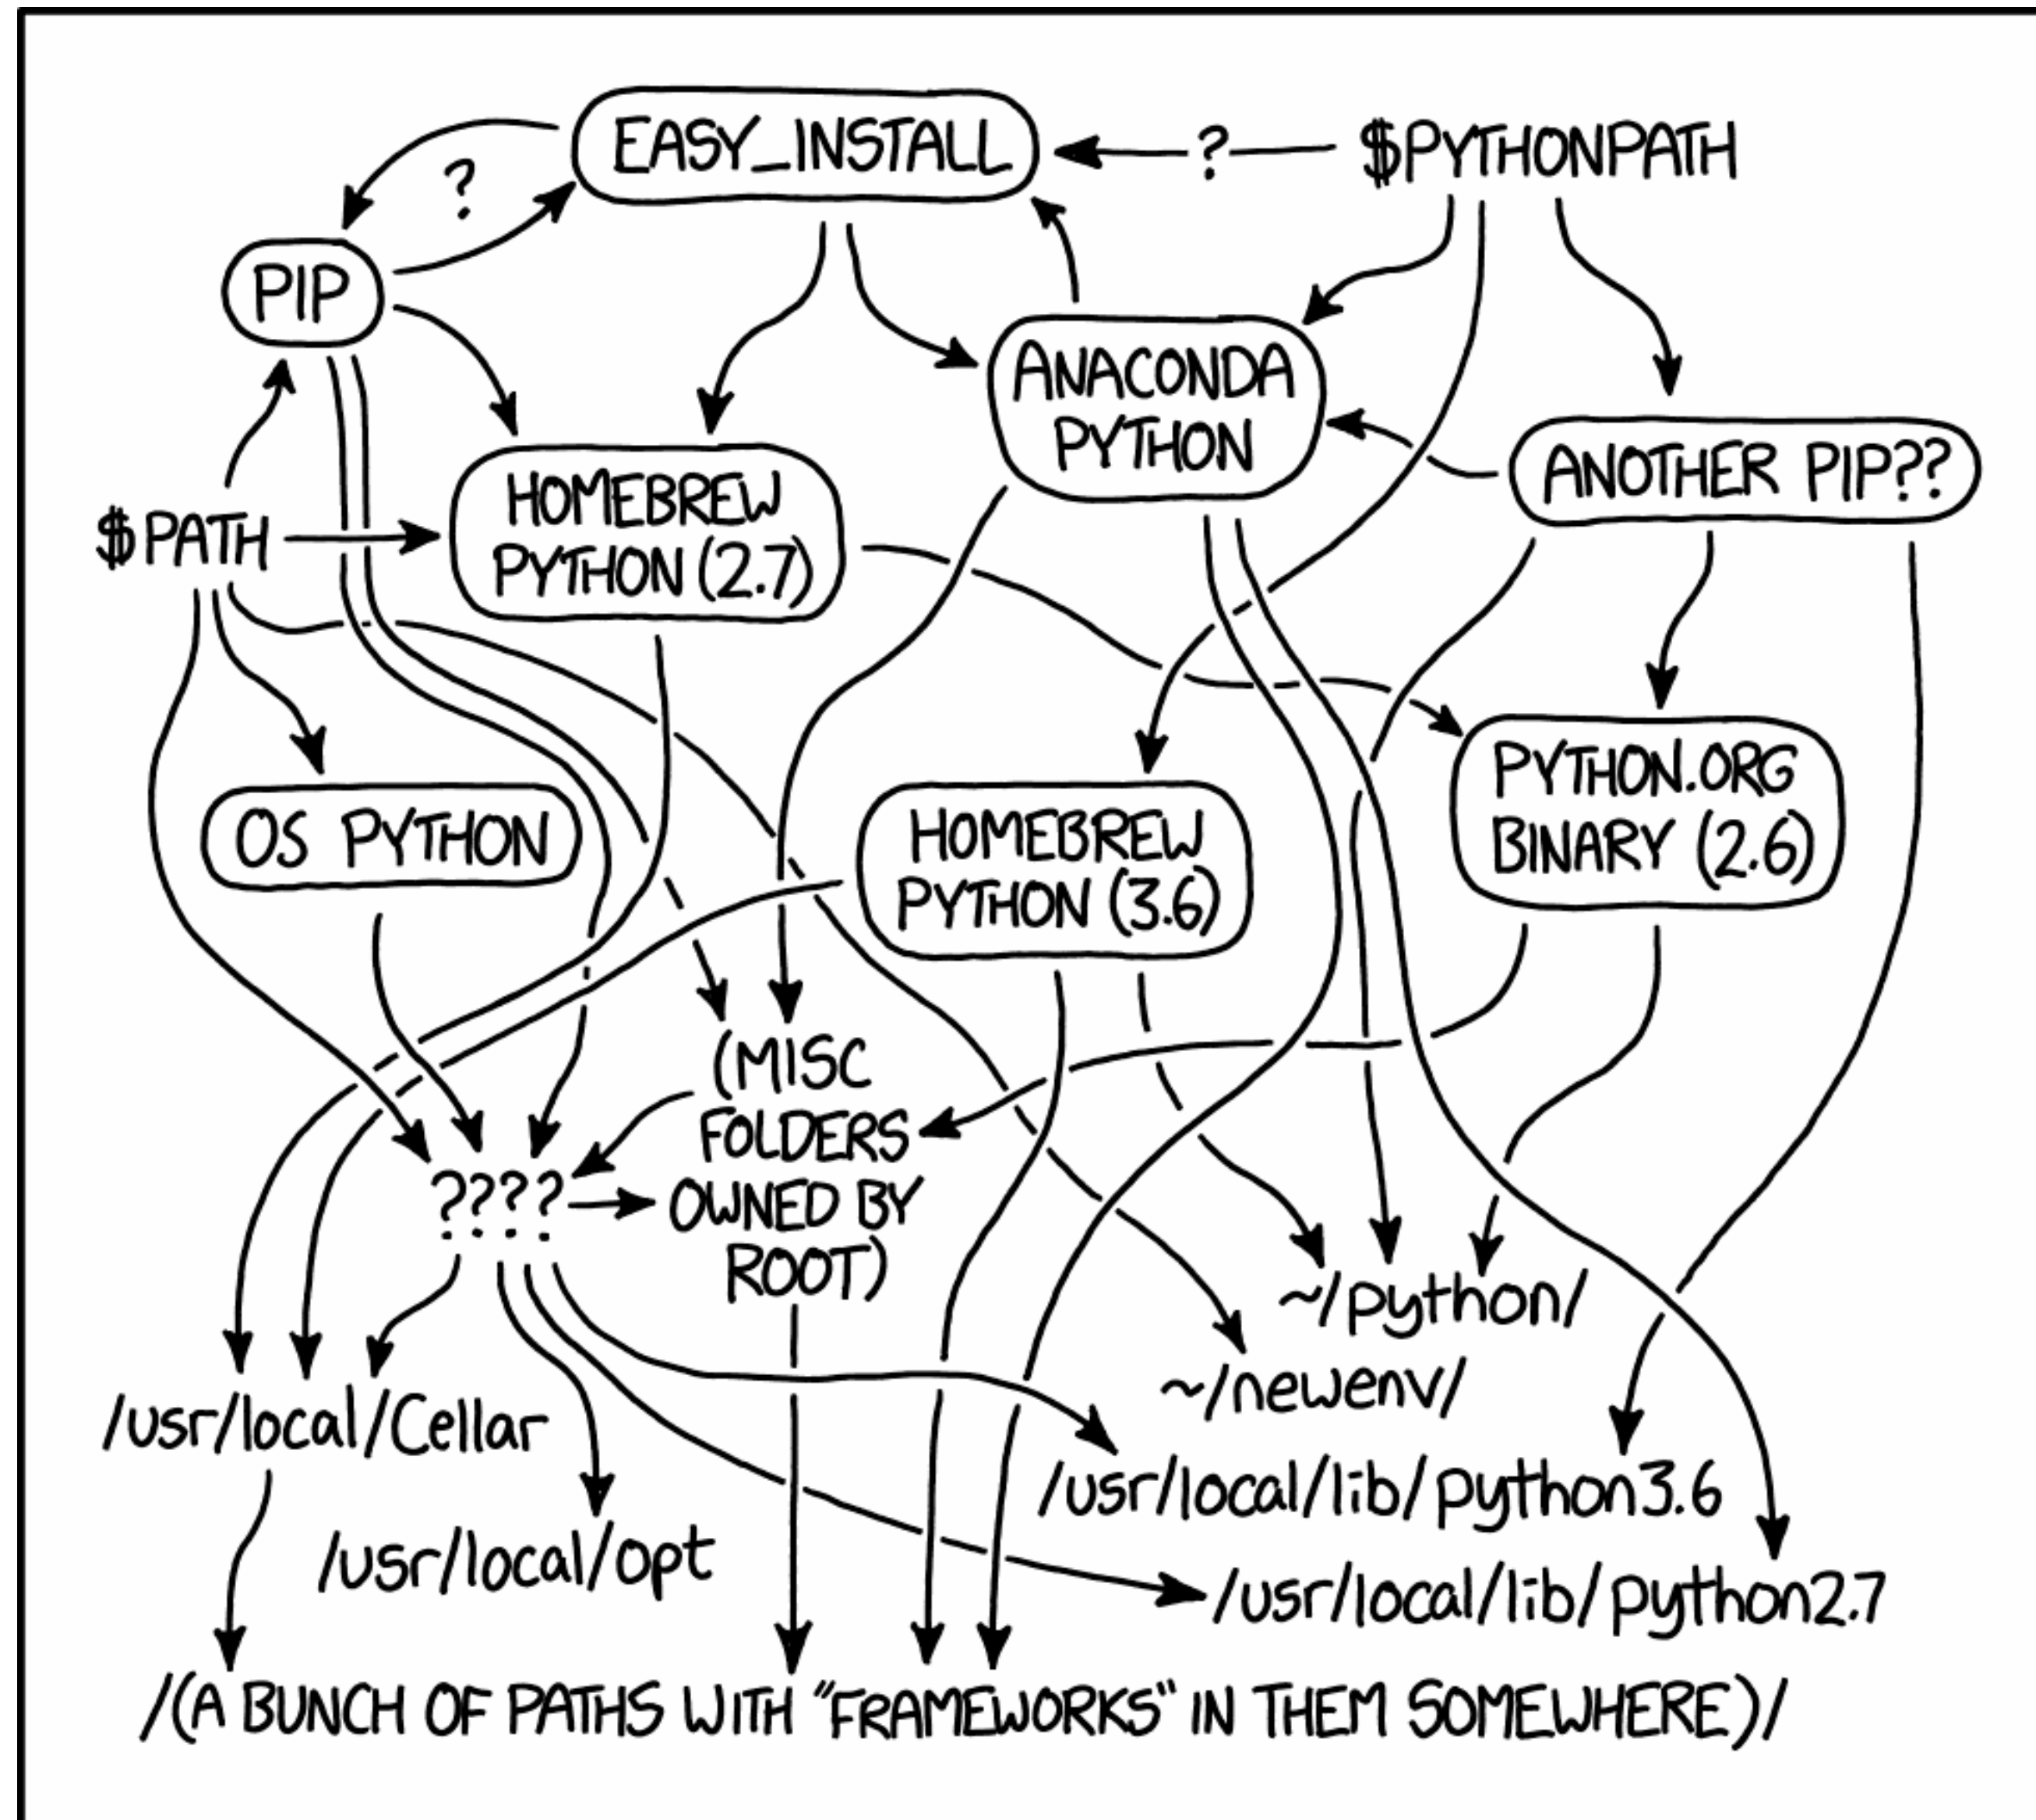 EASY_INSTALL
?
$PYTHONPATH
?
PIP
ANACONDA
PYTHON
ANOTHER PIP??
HOMEBREW
PYTHON (2.7)
$PATH
PYTHON.ORG
BINARY (2.6)
OS PYTHON
HOMEBREW
PYTHON (3.6)
(MISC
FOLDERS
OWNED BY
ROOT)
????
~/python/
~/newenv/
/usr/local/Cellar
/usr/local/lib/python3.6
/usr/local/opt
/usr/local/lib/python2.7
/(A BUNCH OF PATHS WITH "FRAMEWORKS" IN THEM SOMEWHERE)/